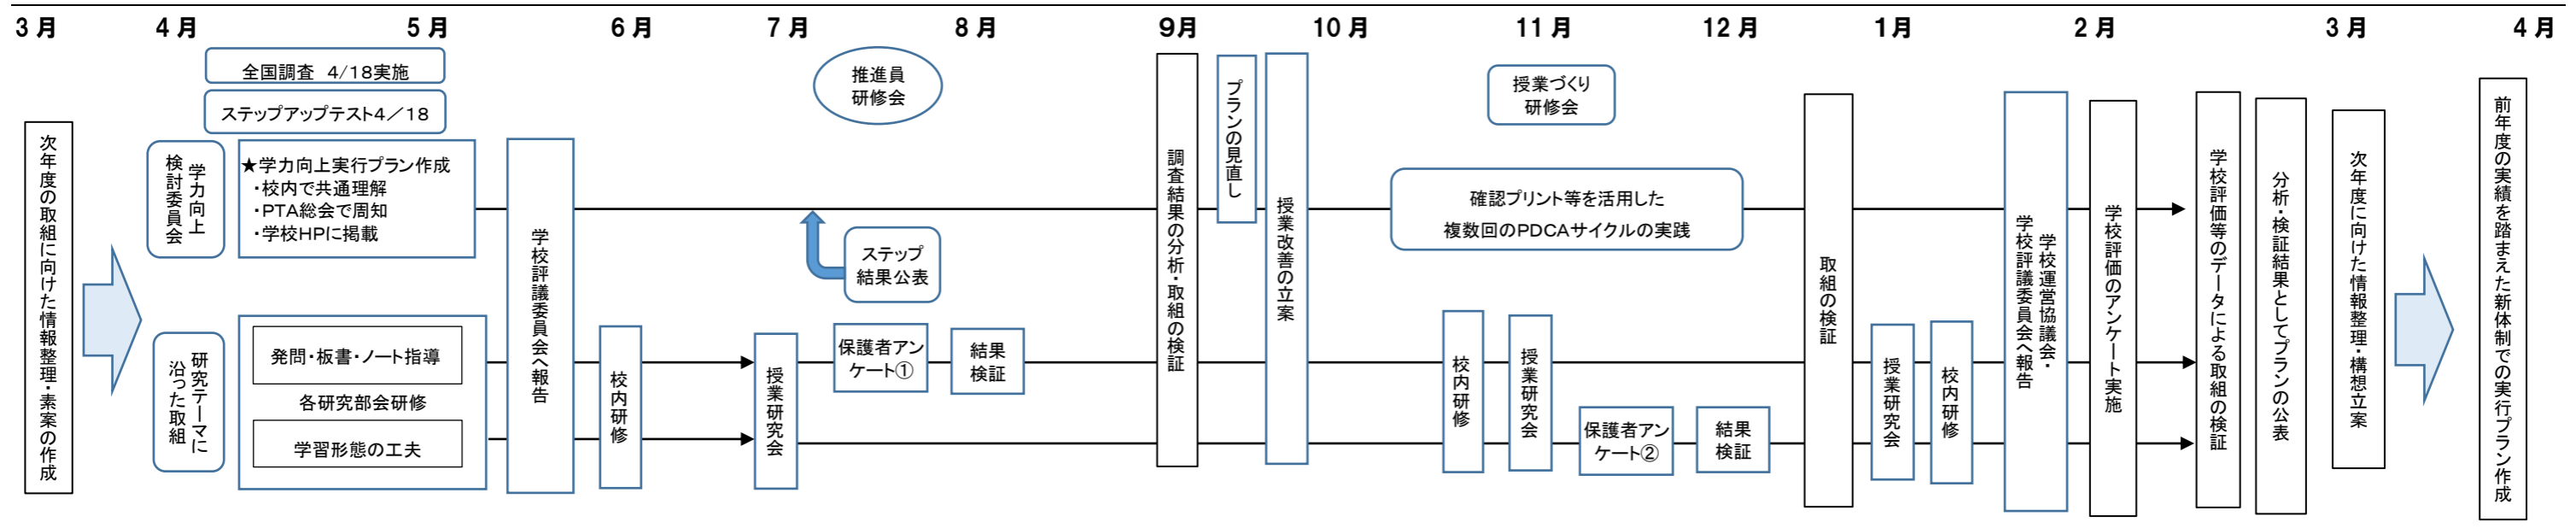 3月 4月 5月 6月 7月 8月 9月 10月 11月 12月 1月 2月 3月 4月
次年度の取組に向けた情報整理・素案の作成
全国調査 4/18実施
ステップアップテスト4／18
学力向上
検討委員会
★学力向上実行プラン作成
・校内で共通理解
・PTA総会で周知
・学校HPに掲載
研究テーマに
沿った取組
発問・板書・ノート指導
各研究部会研修
学習形態の工夫
学校評議委員会へ報告
校内研修
授業研究会
推進員
研修会
ステップ
結果公表
保護者アン
ケート①
結果
検証
調査結果の分析・取組の検証
プランの見直し
授業改善の立案
授業づくり
研修会
確認プリント等を活用した
複数回のPDCAサイクルの実践
校内研修
授業研究会
保護者アン
ケート②
結果
検証
取組の検証
授業研究会
校内研修
学校運営協議会・
学校評議委員会へ報告
学校評価のアンケート実施
学校評価等のデータによる取組の検証
分析・検証結果としてプランの公表
次年度に向けた情報整理・構想立案
前年度の実績を踏まえた新体制での実行プラン作成